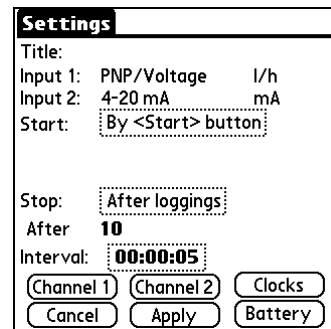 Settings
Title:
Input 1: PNP/Voltage l/h
Input 2: 4-20 mA mA
Start: By <Start> button
Stop: After loggings
After 10
Interval: 00:00:05
Channel 1 Channel 2 Clocks
Cancel Apply Battery